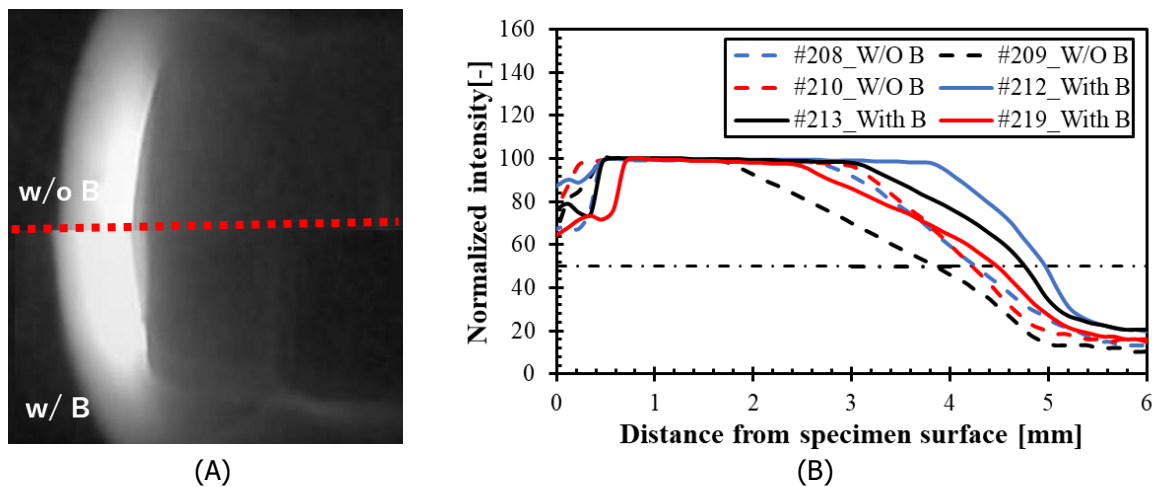 w/o B
w/ B
(A)
160
140
120
100
80
60
40
20
0
Normalized intensity[-]
#208_W/O B
#209_W/O B
#210_W/O B
#212_With B
#213_With B
#219_With B
0 1 2 3 4 5 6
Distance from specimen surface [mm]
(B)